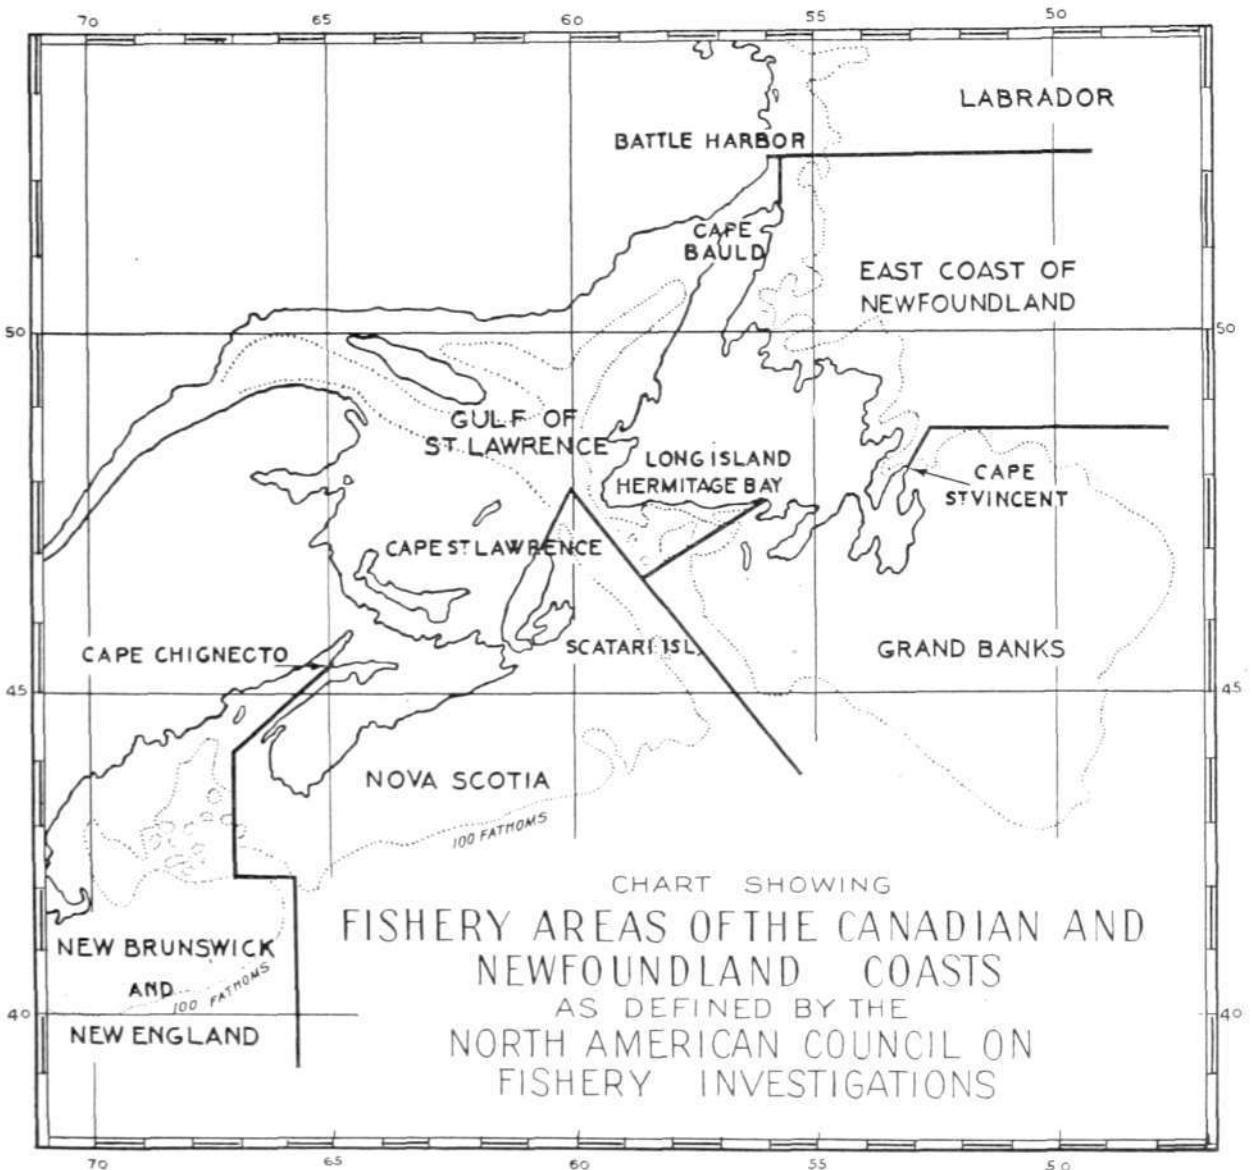 70 65 60 55 50
LABRADOR
BATTLE HARBOR
CAPE
BAULD
EAST COAST OF
NEWFOUNDLAND
50 50
GULF OF
ST. LAWRENCE
LONG ISLAND
HERMITAGE BAY
CAPE
ST VINCENT
CAPE ST LAWRENCE
CAPE CHIGNECTO
SCATARI ISL.
GRAND BANKS
45 45
NOVA SCOTIA
100 FATHOMS
CHART SHOWING
FISHERY AREAS OF THE CANADIAN AND
NEWFOUNDLAND COASTS
AS DEFINED BY THE
NORTH AMERICAN COUNCIL ON
FISHERY INVESTIGATIONS
NEW BRUNSWICK
AND
100 FATHOMS
NEW ENGLAND
40 40
70 65 60 55 50